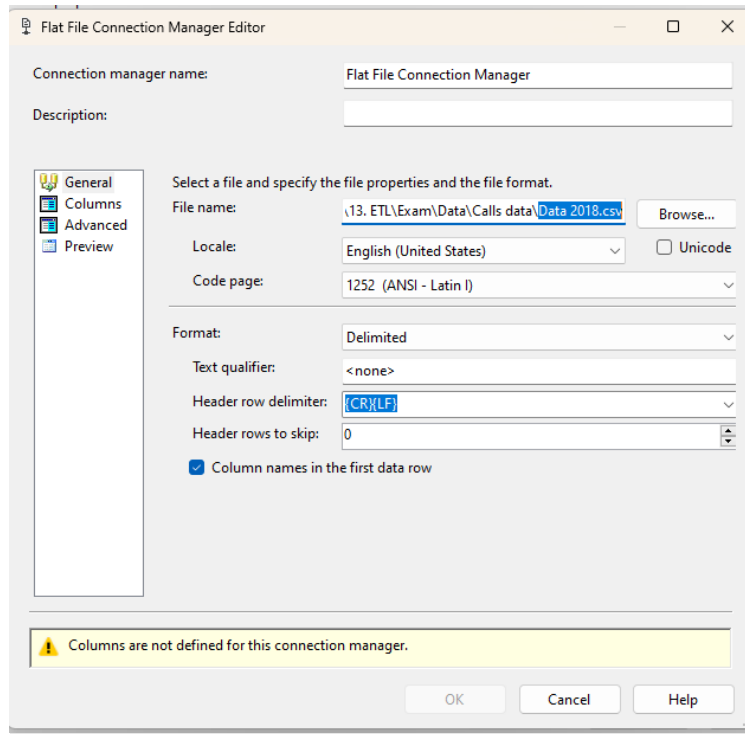 Flat File Connection Manager Editor
Connection manager name:
Flat File Connection Manager
Description:
General
Columns
Advanced
Preview
Select a file and specify the file properties and the file format.
File name:
\13. ETL\Exam\Data\Calls data\Data 2018.csv
Browse...
Locale:
English (United States)
Unicode
Code page:
1252 (ANSI - Latin I)
Format:
Delimited
Text qualifier:
<none>
Header row delimiter:
{CR}{LF}
Header rows to skip:
0
Column names in the first data row
Columns are not defined for this connection manager.
OK
Cancel
Help